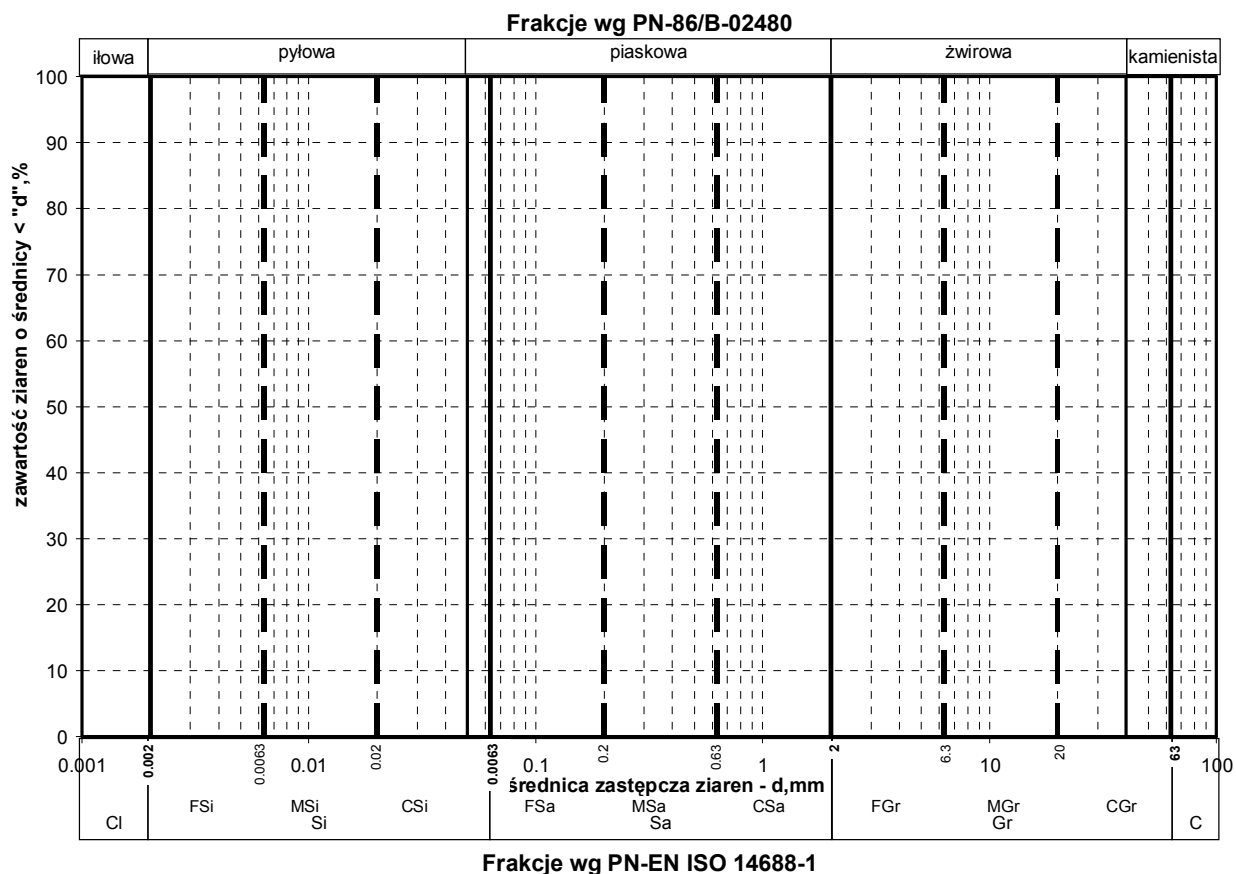 Frakcje wg PN-86/B-02480
iłowa pyłowa piaskowa żwirowa kamienista
zawartość ziaren o średnicy < "d",%
100
90
80
70
60
50
40
30
20
10
0
0.001 0.002 0.0063 0.01 0.02 0.0063 0.1 0.2 0.63 1 2 6.3 10 20 63 100
średnica zastępcza ziaren - d,mm
FSi MSi CSi FSa MSa CSa FGr MGr CGr
Cl Si Sa Gr C
Frakcje wg PN-EN ISO 14688-1